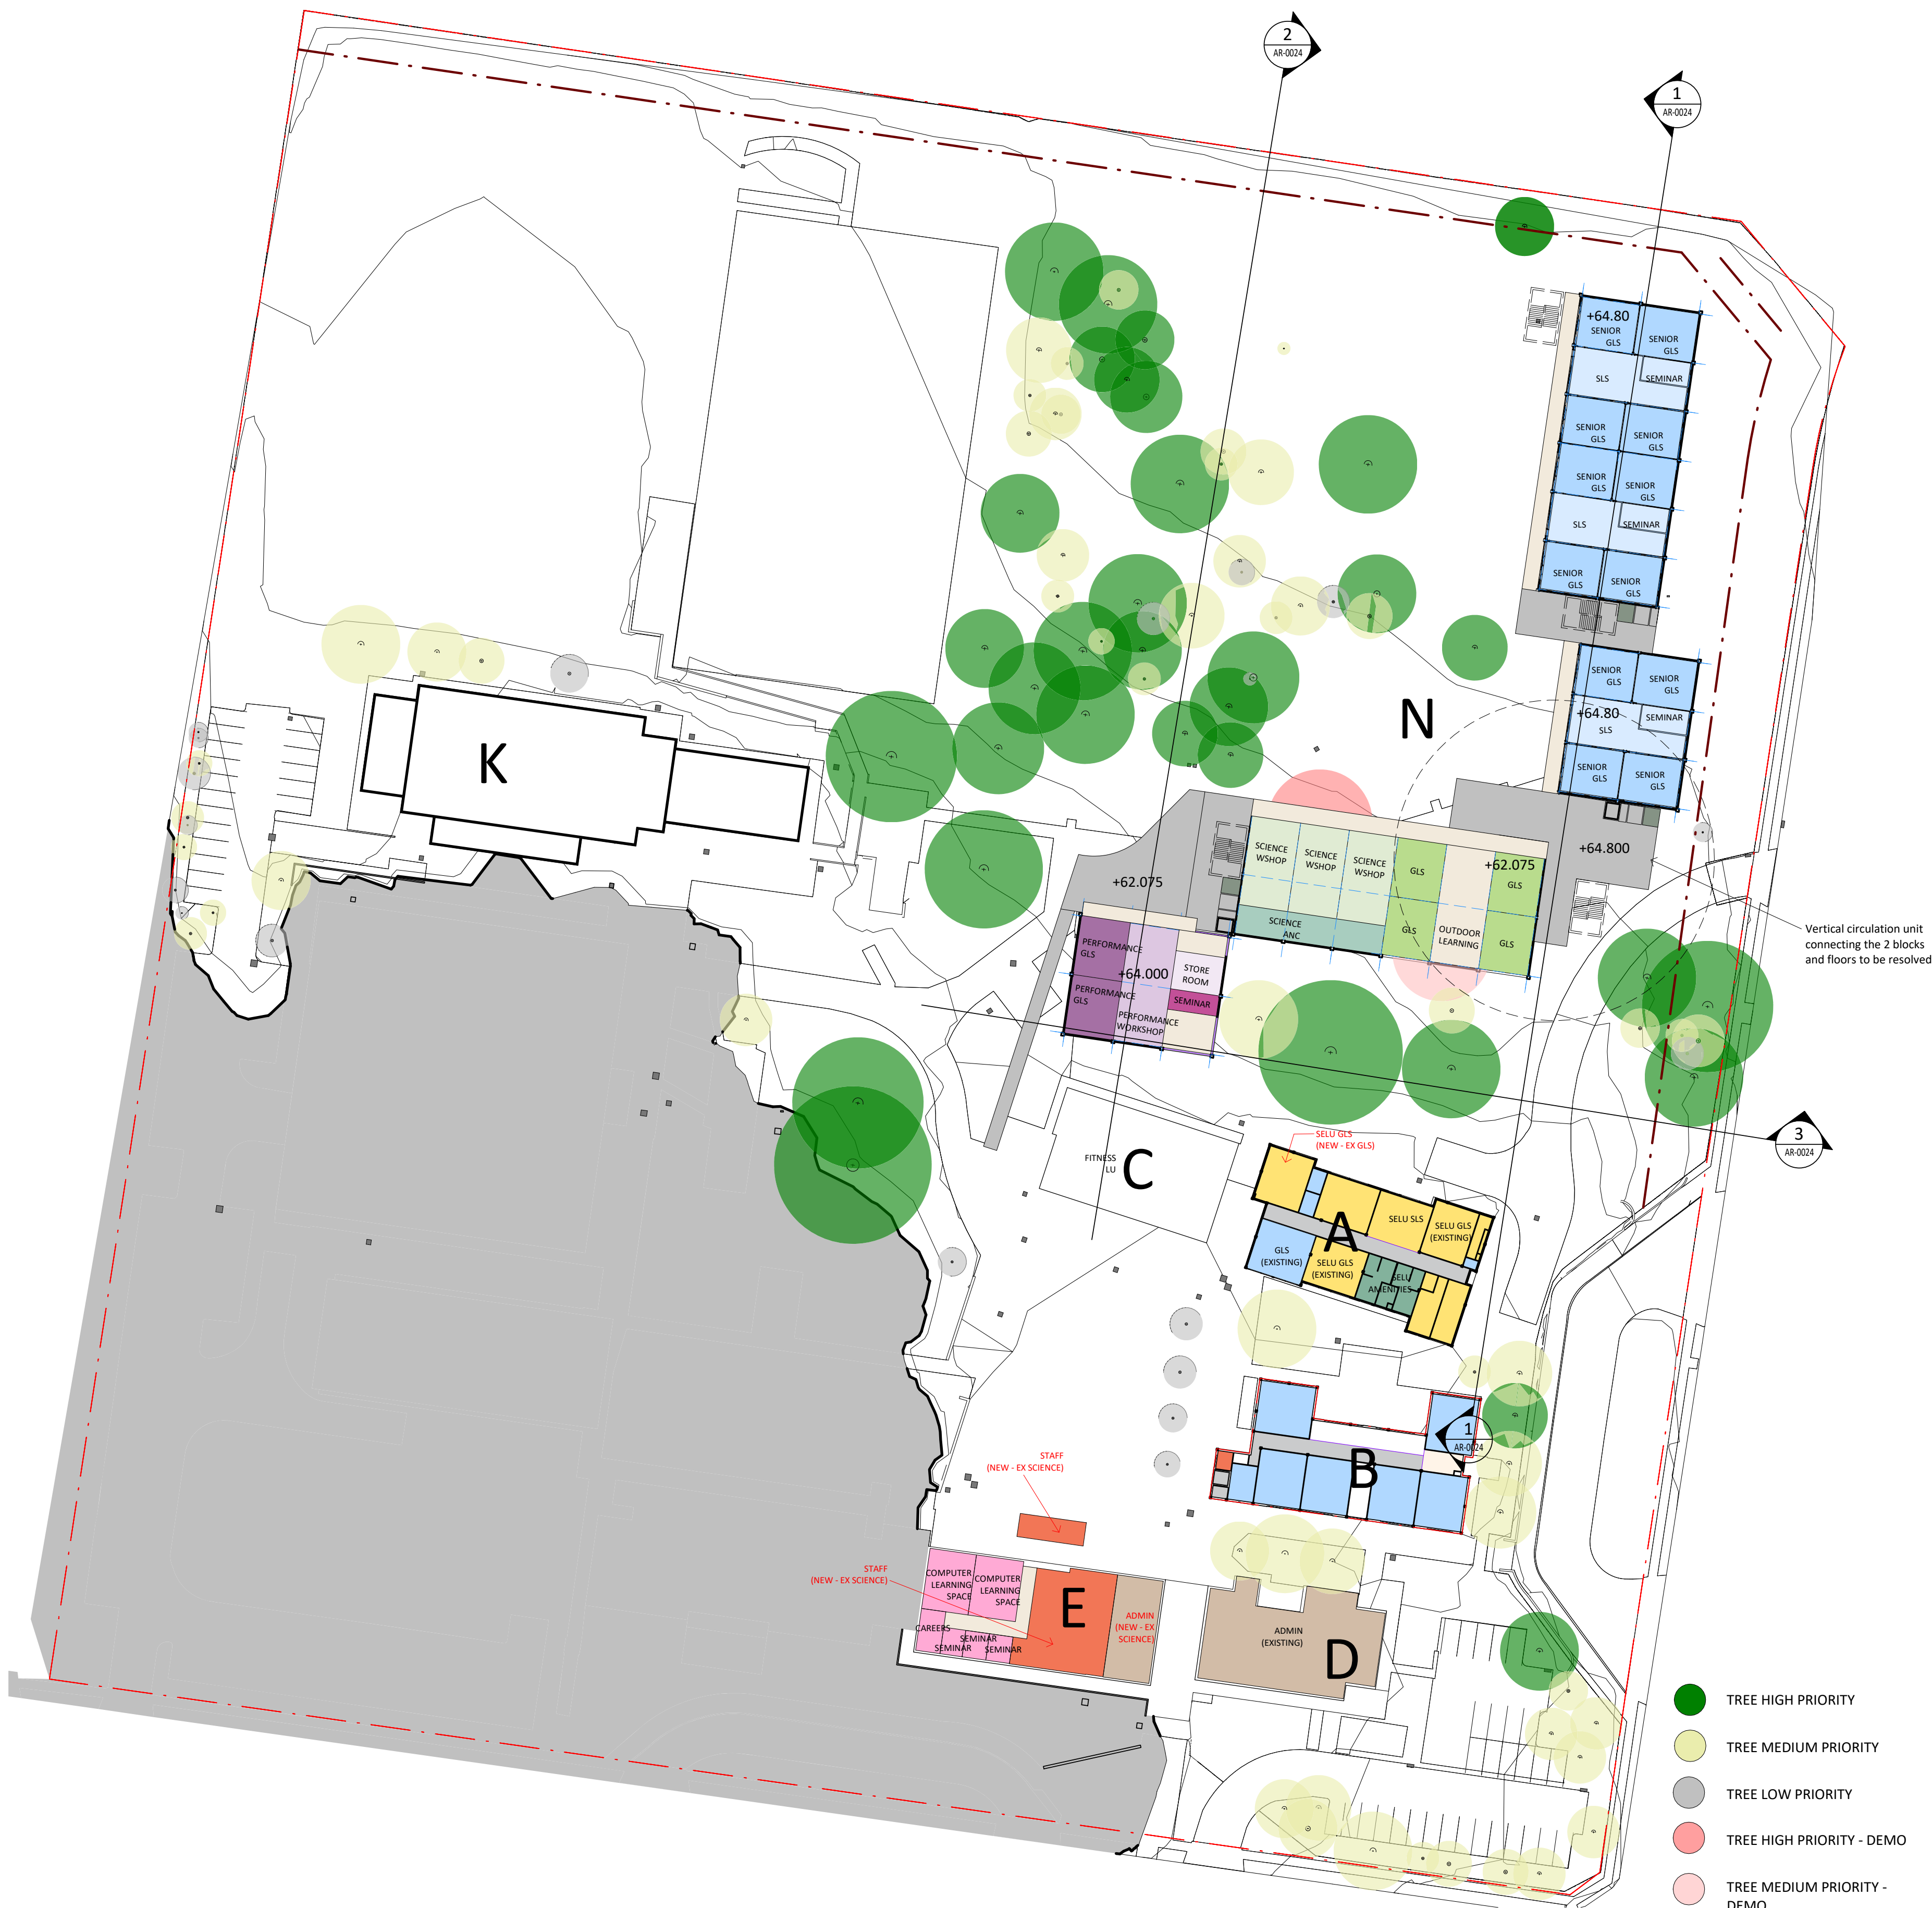 2
AR-0024
1
AR-0024
+64.80
SENIOR
GLS
SENIOR
GLS
SLS
SEMINAR
SENIOR
GLS
SENIOR
GLS
SENIOR
GLS
SENIOR
GLS
SLS
SEMINAR
SENIOR
GLS
SENIOR
GLS
SENIOR
GLS
SENIOR
GLS
+64.80
SLS
SEMINAR
SENIOR
GLS
SENIOR
GLS
N
K
+64.800
+62.075
SCIENCE
WSHOP
SCIENCE
WSHOP
SCIENCE
WSHOP
GLS
+62.075
GLS
SCIENCE
ANC
GLS
OUTDOOR
LEARNING
GLS
+62.075
PERFORMANCE
GLS
+64.000
STORE
ROOM
PERFORMANCE
GLS
SEMINAR
PERFORMANCE
WORKSHOP
Vertical circulation unit
connecting the 2 blocks
and floors to be resolved
3
AR-0024
SELU GLS
(NEW - EX GLS)
FITNESS
LU
C
A
SELU SLS
SELU GLS
(EXISTING)
GLS
(EXISTING)
SELU GLS
(EXISTING)
SELU
AMENITIES
1
AR-0024
B
STAFF
(NEW - EX SCIENCE)
STAFF
(NEW - EX SCIENCE)
COMPUTER
LEARNING
SPACE
COMPUTER
LEARNING
SPACE
CAREERS
SEMINAR
SEMINAR
SEMINAR
E
ADMIN
(NEW - EX
SCIENCE)
ADMIN
(EXISTING)
D
TREE HIGH PRIORITY
TREE MEDIUM PRIORITY
TREE LOW PRIORITY
TREE HIGH PRIORITY - DEMO
TREE MEDIUM PRIORITY -
DEMO